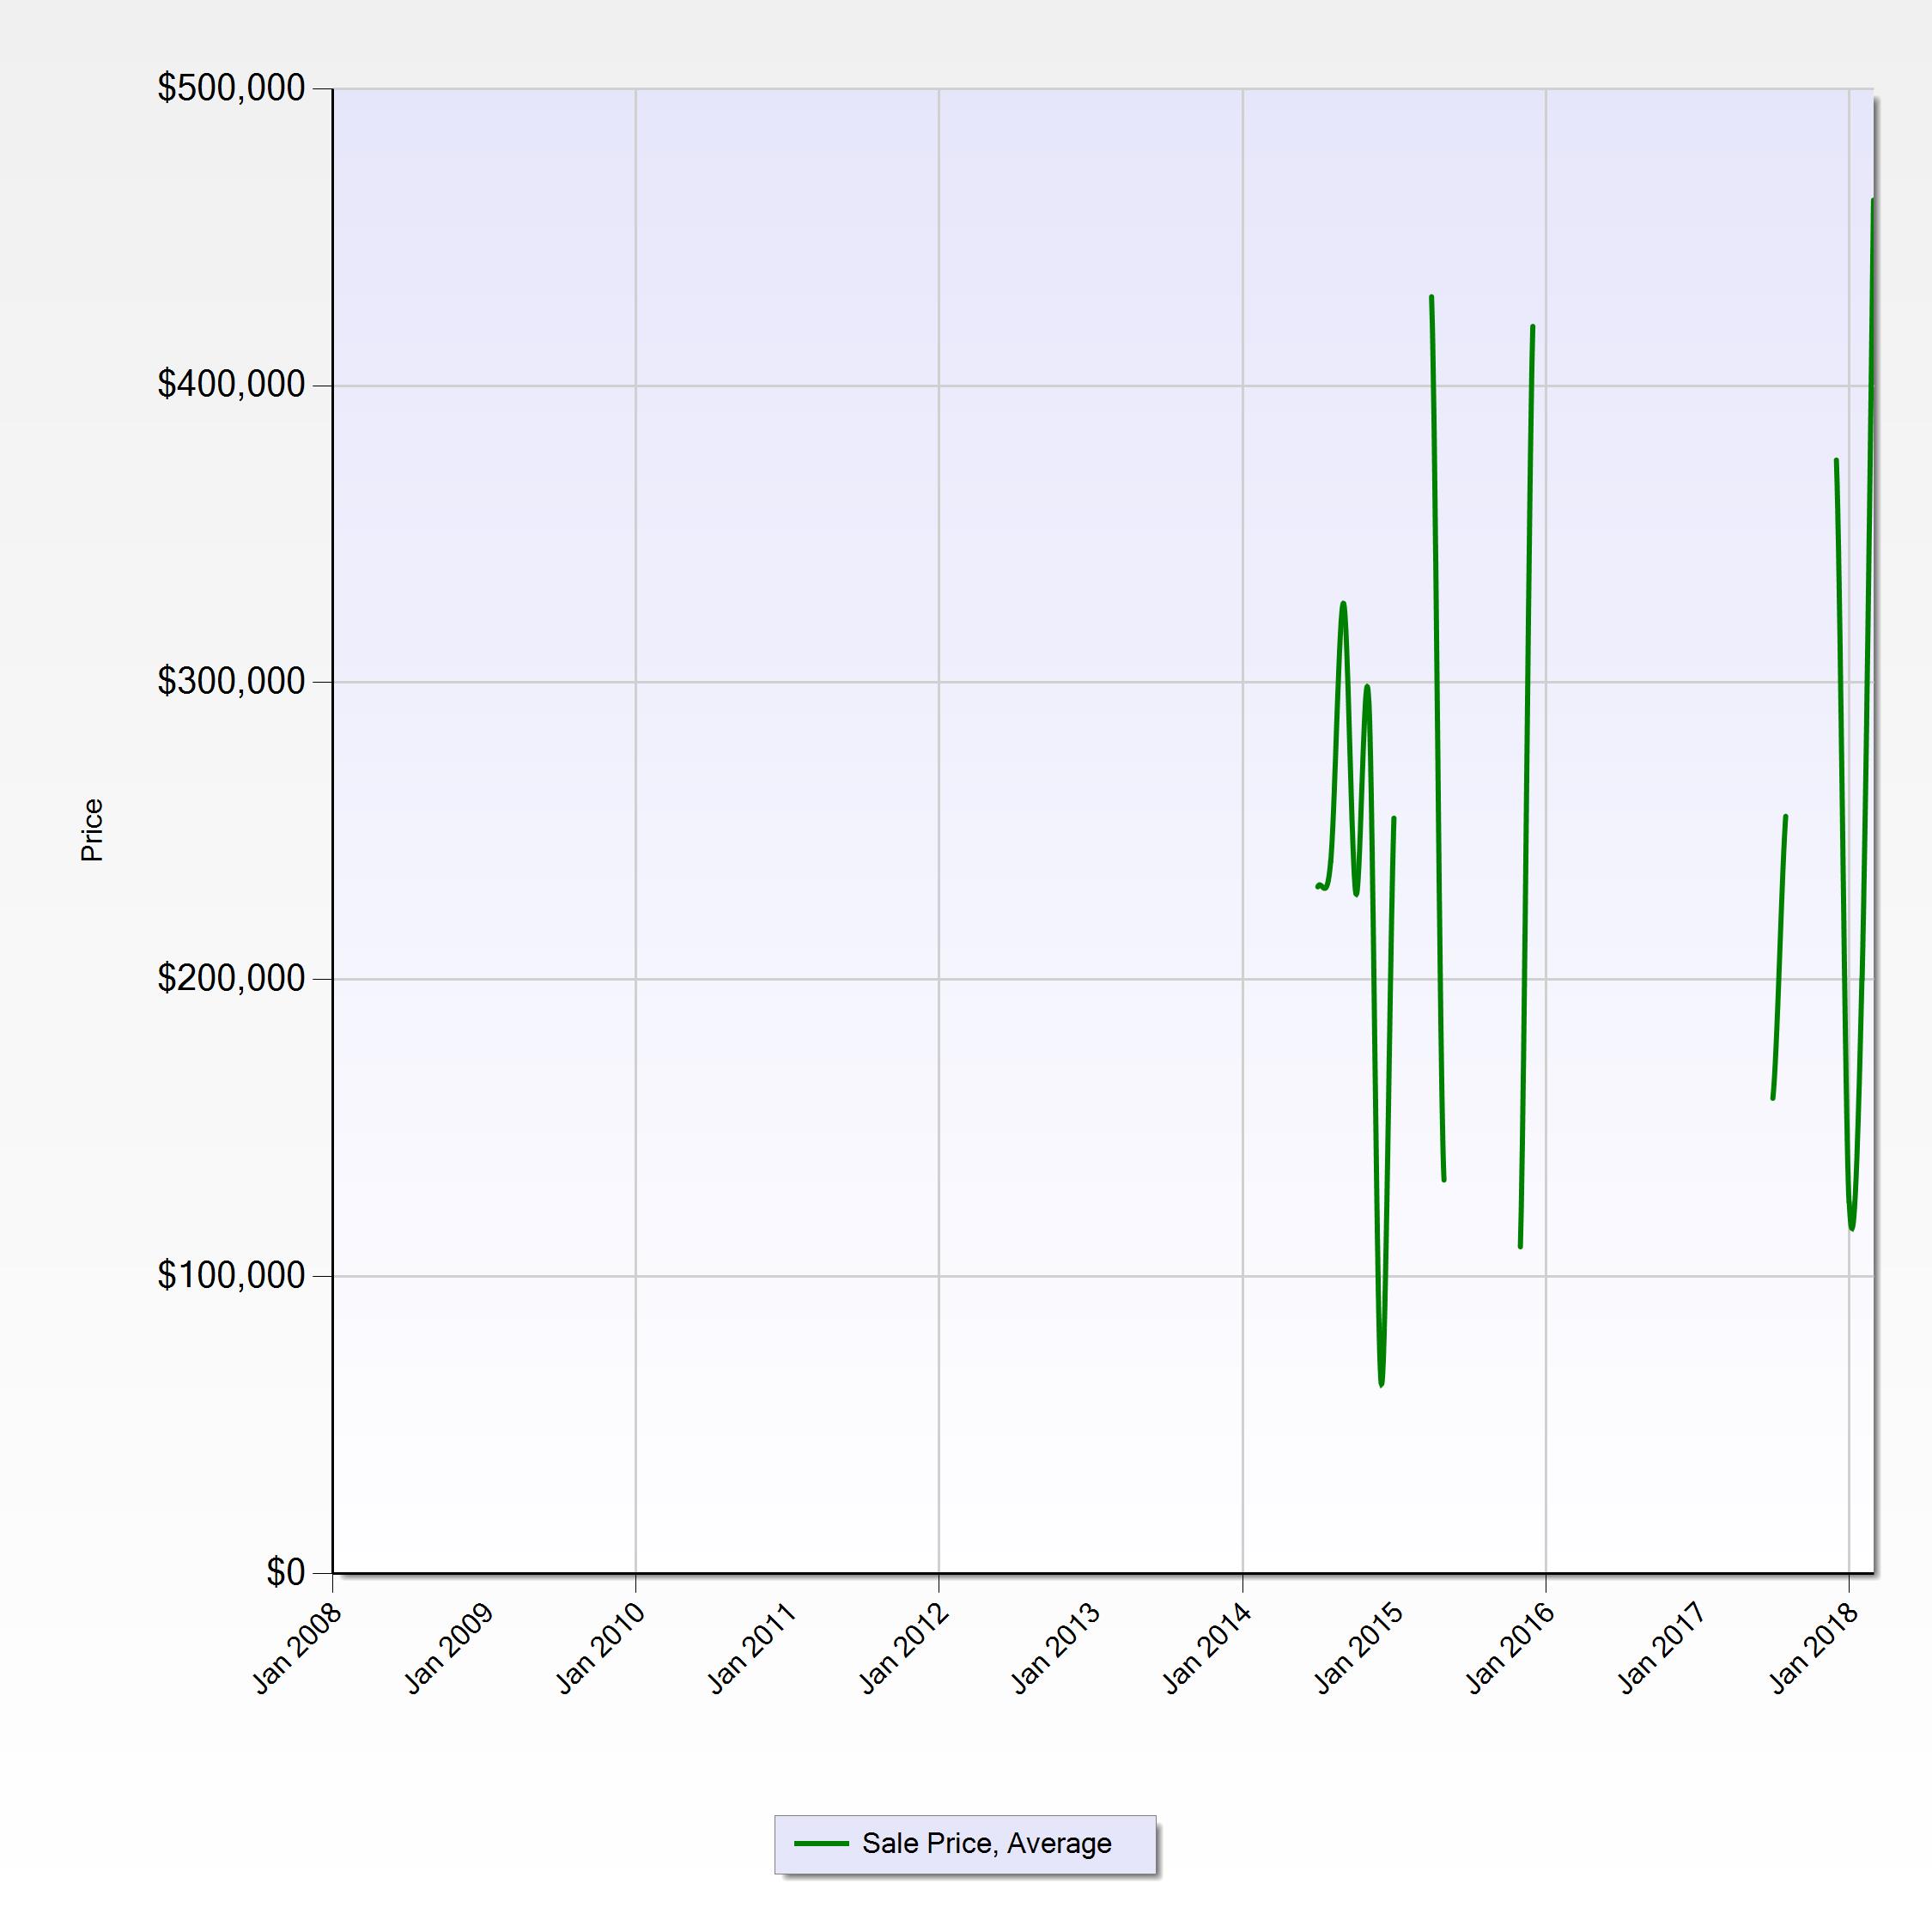 $500,000
$400,000
$300,000
Price
$200,000
$100,000
$0
Jan 2008
Jan 2009
Jan 2010
Jan 2011
Jan 2012
Jan 2013
Jan 2014
Jan 2015
Jan 2016
Jan 2017
Jan 2018
Sale Price, Average